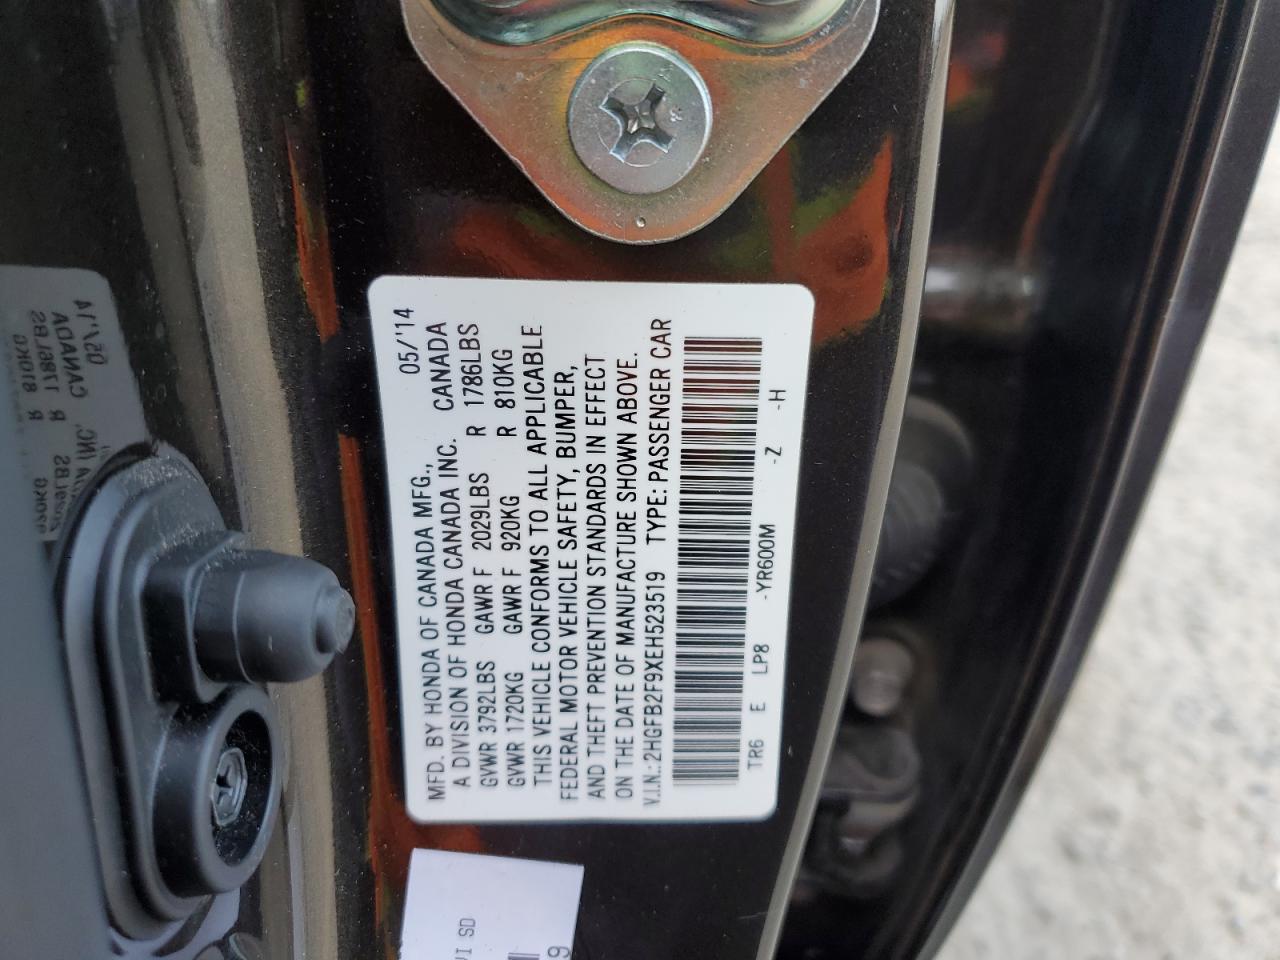 MFD. BY HONDA OF CANADA MFG., 05/'14
A DIVISION OF HONDA CANADA INC. CANADA
GVWR 3792LBS GAWR F 2029LBS R 1786LBS
GVWR 1720KG GAWR F 920KG R 810KG
THIS VEHICLE CONFORMS TO ALL APPLICABLE
FEDERAL MOTOR VEHICLE SAFETY, BUMPER,
AND THEFT PREVENTION STANDARDS IN EFFECT
ON THE DATE OF MANUFACTURE SHOWN ABOVE.
V.I.N.: 2HGFB2F9XEH523519 TYPE: PASSENGER CAR
TR6 E LP8 -YR600M -Z -H
SD
9